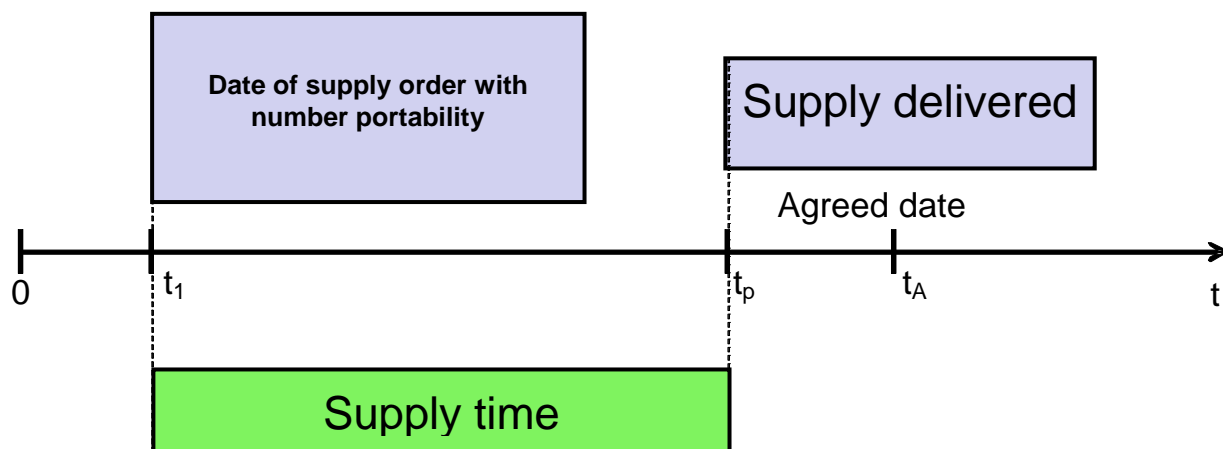 Date of supply order with
number portability
Supply delivered
Agreed date
0
t1
tp
tA
t
Supply time